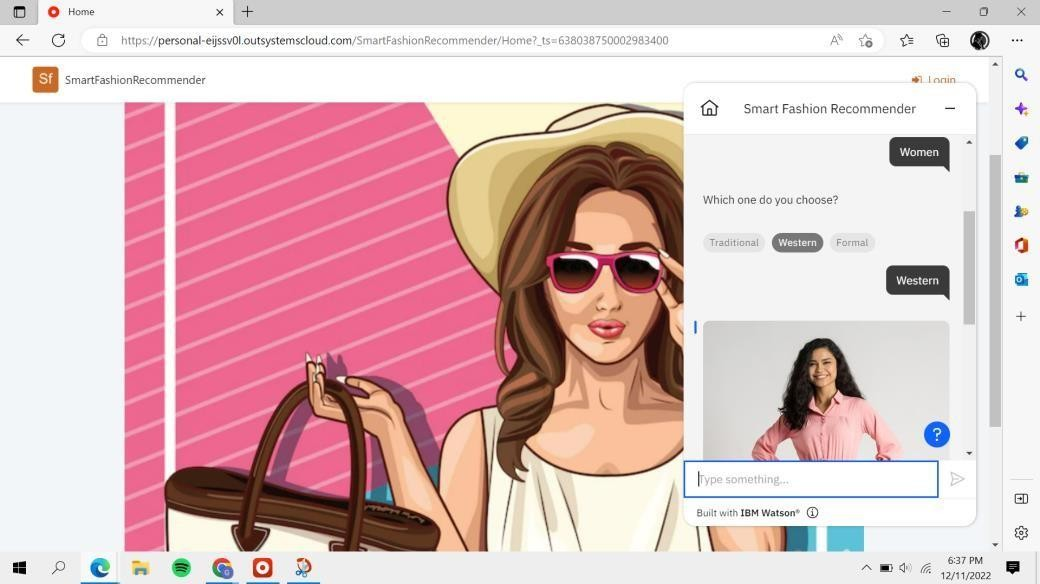 Home
https://personal-eijssv0l.outsystemscloud.com/SmartFashionRecommender/Home?_ts=638038750002983400
Sf SmartFashionRecommender
Login
Smart Fashion Recommender
Women
Which one do you choose?
Traditional Western Formal
Western
?
Type something...
Built with IBM Watson®
6:37 PM
12/11/2022